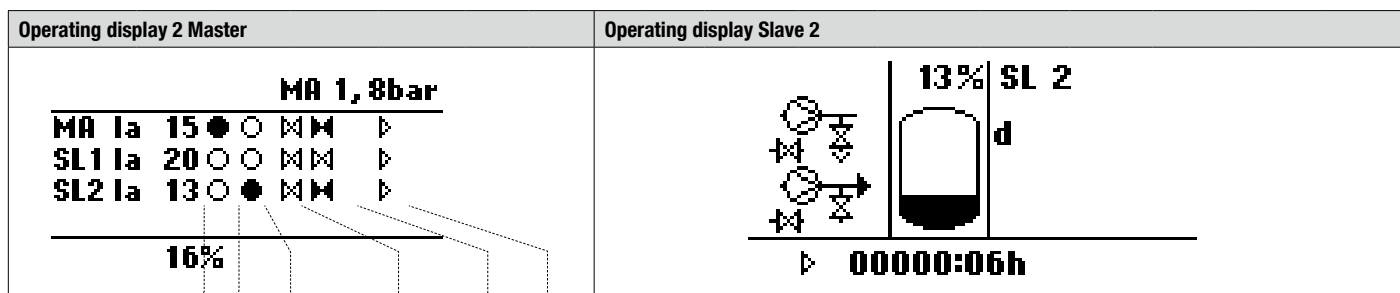 Operating display 2 Master
Operating display Slave 2
MA 1,8bar
MA Ia 15
SL1 Ia 20
SL2 Ia 13
16%
13% SL 2
d
00000:06h